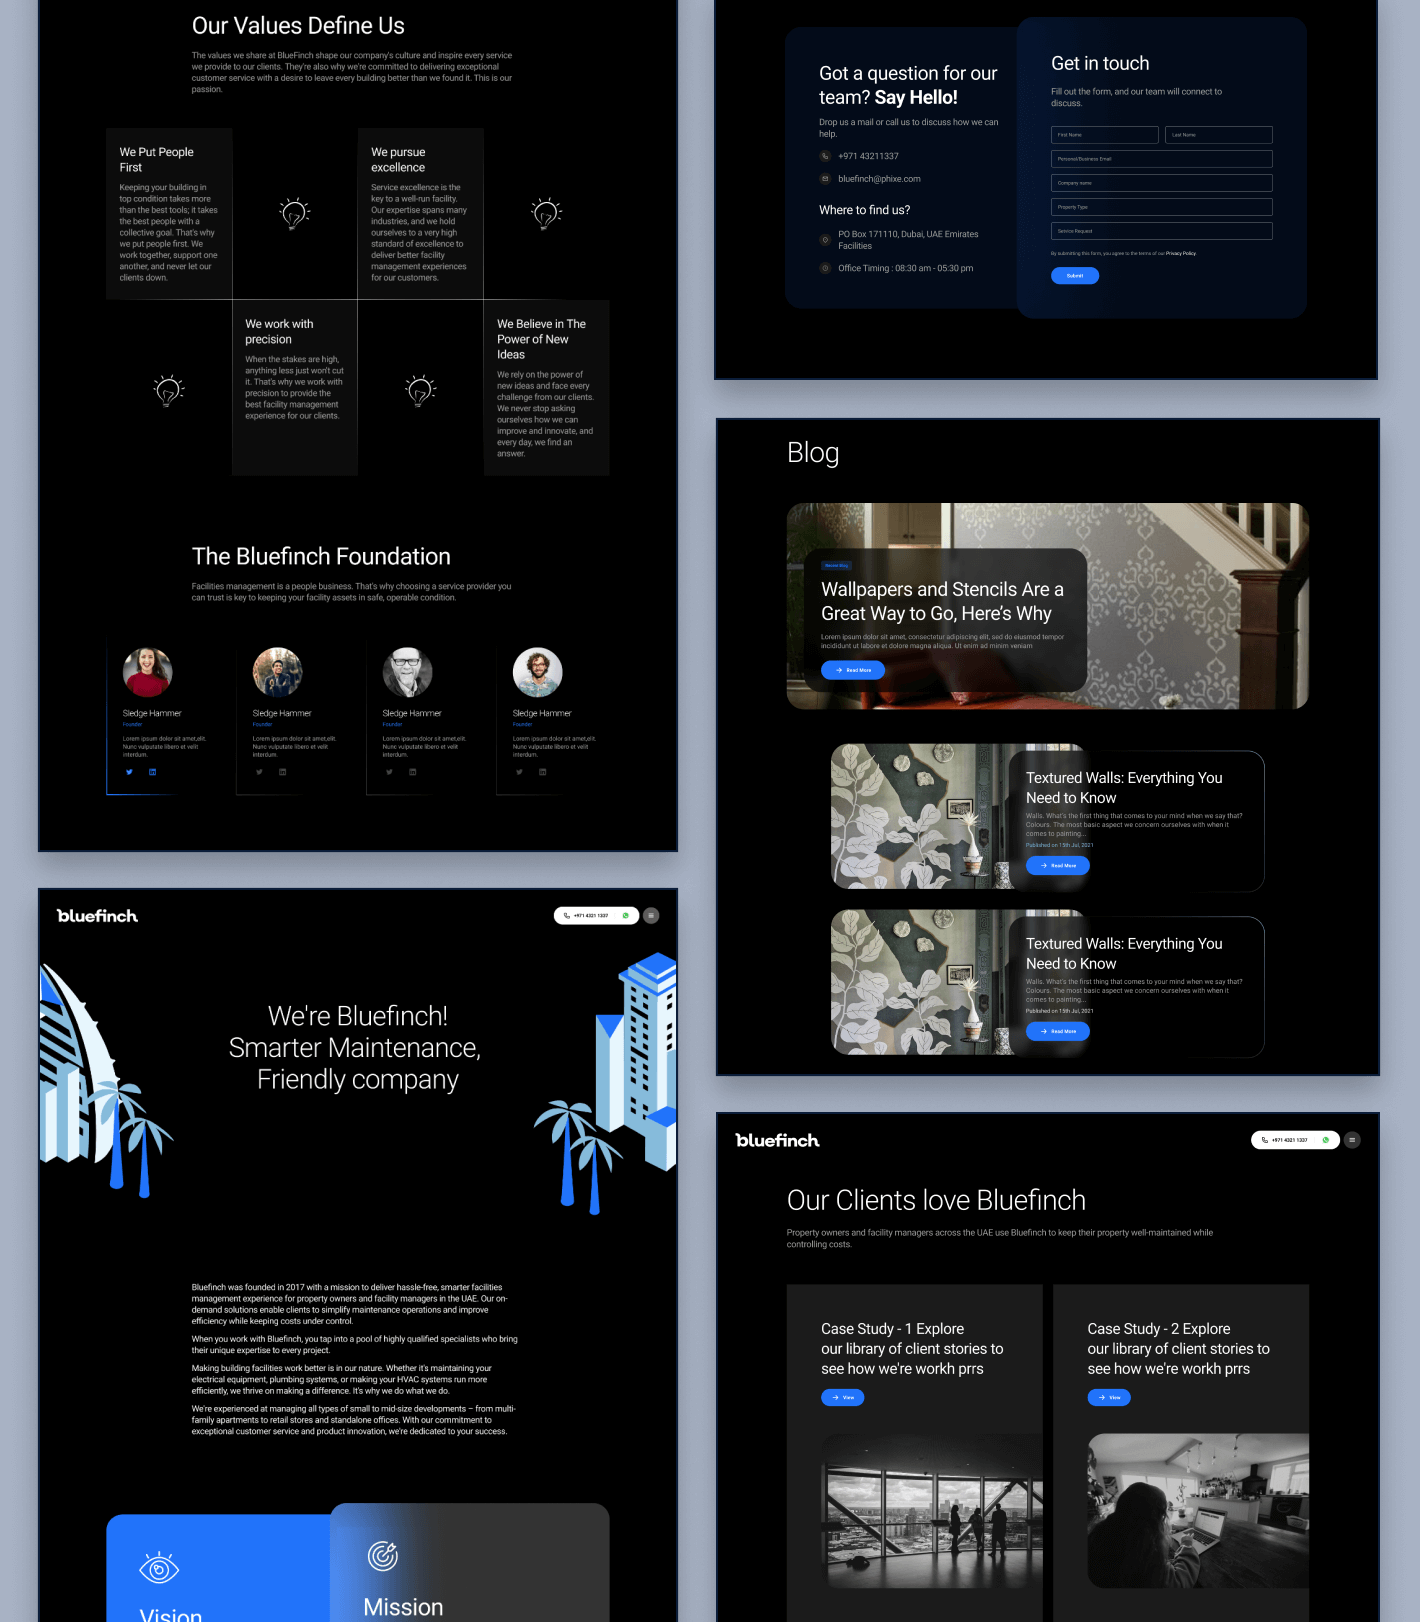 Our Values Define Us
The values we share at BlueFinch shape our company's culture and inspire every service
we provide to our clients. They're also why we're committed to delivering exceptional
customer service with a desire to leave every building better than we found it. This is our
passion.
We Put People
First
Keeping your building in
top condition takes more
than the best tools; it takes
the best people with a
collective goal. That's why
we put people first. We
work together, support one
another, and never let our
clients down.
We pursue
excellence
Service excellence is the
key to a well-run facility.
Our expertise spans many
industries, and we hold
ourselves to a very high
standard of excellence to
deliver better facility
management experiences
for our customers.
We work with
precision
When the stakes are high,
anything less just won't cut
it. That's why we work with
precision to provide the
best facility management
experience for our clients.
We Believe in The
Power of New
Ideas
We rely on the power of
new ideas and face every
challenge from our clients.
We never stop asking
ourselves how we can
improve and innovate, and
every day, we find an
answer.
The Bluefinch Foundation
Facilities management is a people business. That's why choosing a service provider you
can trust is key to keeping your facility assets in safe, operable condition.
Sledge Hammer
Founder
Lorem ipsum dolor sit amet,elit.
Nunc vulputate libero et velit
interdum.
Sledge Hammer
Founder
Lorem ipsum dolor sit amet,elit.
Nunc vulputate libero et velit
interdum.
Sledge Hammer
Founder
Lorem ipsum dolor sit amet,elit.
Nunc vulputate libero et velit
interdum.
Sledge Hammer
Founder
Lorem ipsum dolor sit amet,elit.
Nunc vulputate libero et velit
interdum.
bluefinch
+971 4321 1337
We're Bluefinch!
Smarter Maintenance,
Friendly company
Bluefinch was founded in 2017 with a mission to deliver hassle-free, smarter facilities
management experience for property owners and facility managers in the UAE. Our on-
demand solutions enable clients to simplify maintenance operations and improve
efficiency while keeping costs under control.
When you work with Bluefinch, you tap into a pool of highly qualified specialists who bring
their unique expertise to every project.
Making building facilities work better is in our nature. Whether it's maintaining your
electrical equipment, plumbing systems, or making your HVAC systems run more
efficiently, we thrive on making a difference. It's why we do what we do.
We're experienced at managing all types of small to mid-size developments – from multi-
family apartments to retail stores and standalone offices. With our commitment to
exceptional customer service and product innovation, we're dedicated to your success.
Vision
Mission
Got a question for our
team? Say Hello!
Drop us a mail or call us to discuss how we can
help.
+971 43211337
bluefinch@phixe.com
Where to find us?
PO Box 171110, Dubai, UAE Emirates
Facilities
Office Timing : 08:30 am - 05:30 pm
Get in touch
Fill out the form, and our team will connect to
discuss.
First Name
Last Name
Personal/Business Email
Company name
Property Type
Service Request
By submitting this form, you agree to the terms of our Privacy Policy.
Submit
Blog
Recent Blog
Wallpapers and Stencils Are a
Great Way to Go, Here's Why
Lorem ipsum dolor sit amet, consectetur adipiscing elit, sed do eiusmod tempor
incididunt ut labore et dolore magna aliqua. Ut enim ad minim veniam
Read More
Textured Walls: Everything You
Need to Know
Walls. What's the first thing that comes to your mind when we say that?
Colours. The most basic aspect we concern ourselves with when it
comes to painting...
Published on 15th Jul, 2021
Read More
Textured Walls: Everything You
Need to Know
Walls. What's the first thing that comes to your mind when we say that?
Colours. The most basic aspect we concern ourselves with when it
comes to painting...
Published on 15th Jul, 2021
Read More
bluefinch
+971 4321 1337
Our Clients love Bluefinch
Property owners and facility managers across the UAE use Bluefinch to keep their property well-maintained while
controlling costs.
Case Study - 1 Explore
our library of client stories to
see how we're workh prrs
View
Case Study - 2 Explore
our library of client stories to
see how we're workh prrs
View